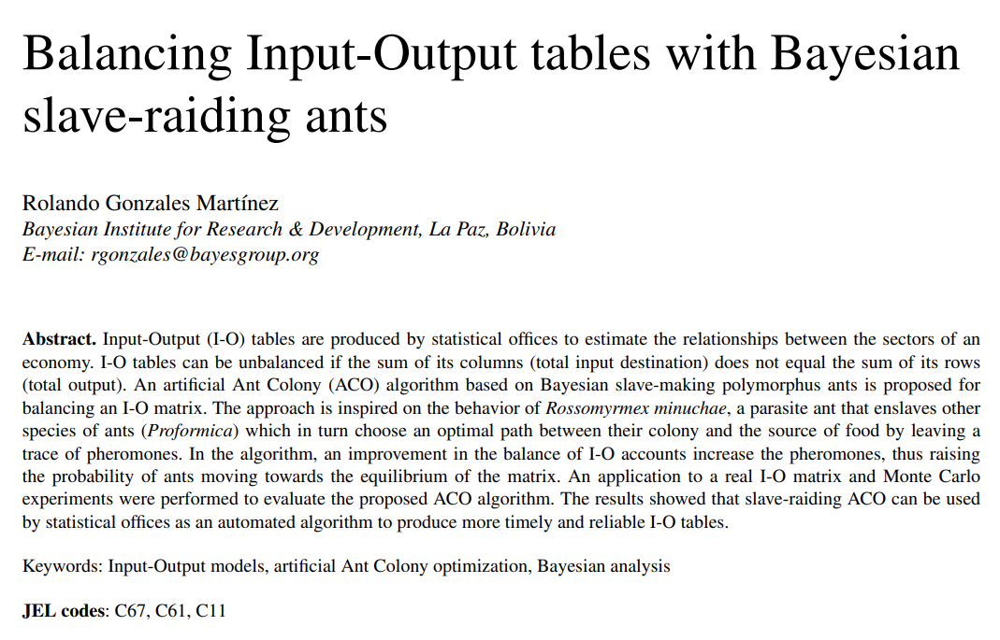 Balancing Input-Output tables with Bayesian
slave-raiding ants
Rolando Gonzales Martínez
Bayesian Institute for Research & Development, La Paz, Bolivia
E-mail: rgonzales@bayesgroup.org
Abstract. Input-Output (I-O) tables are produced by statistical offices to estimate the relationships between the sectors of an
economy. I-O tables can be unbalanced if the sum of its columns (total input destination) does not equal the sum of its rows
(total output). An artificial Ant Colony (ACO) algorithm based on Bayesian slave-making polymorphus ants is proposed for
balancing an I-O matrix. The approach is inspired on the behavior of Rossomyrmex minuchae, a parasite ant that enslaves other
species of ants (Proformica) which in turn choose an optimal path between their colony and the source of food by leaving a
trace of pheromones. In the algorithm, an improvement in the balance of I-O accounts increase the pheromones, thus raising
the probability of ants moving towards the equilibrium of the matrix. An application to a real I-O matrix and Monte Carlo
experiments were performed to evaluate the proposed ACO algorithm. The results showed that slave-raiding ACO can be used
by statistical offices as an automated algorithm to produce more timely and reliable I-O tables.
Keywords: Input-Output models, artificial Ant Colony optimization, Bayesian analysis
JEL codes: C67, C61, C11